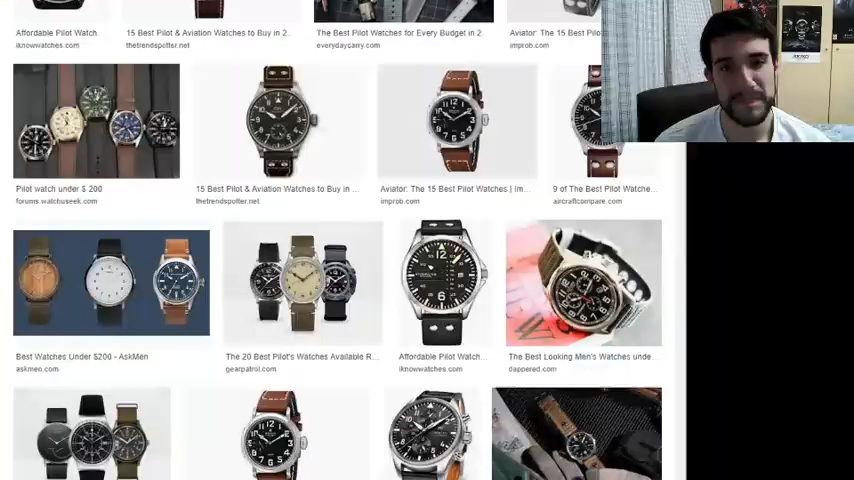 Affordable Pilot Watch.
15 Best Pilot & Aviation Watches to Buy in 2...
The Best Pilot Watches for Every Budget in 2...
Aviator: The 15 Best Pilot
iknowwatches.com
thetrendspotter.net
everydaycarry.com
improb.com
Pilot watch under $ 200
15 Best Pilot & Aviation Watches to Buy in ...
Aviator: The 15 Best Pilot Watches | Im...
9 of The Best Pilot Watche...
forums.watchuseek.com
thetrendspotter.net
improb.com
aircraftcompare.com
Best Watches Under $200 - AskMen
The 20 Best Pilot's Watches Available R...
Affordable Pilot Watch...
The Best Looking Men's Watches unde...
askmen.com
gearpatrol.com
iknowwatches.com
dappered.com